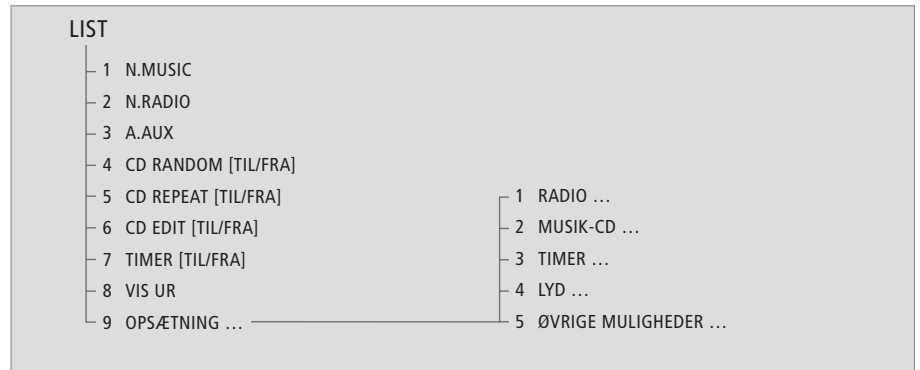 LIST
1 N.MUSIC
2 N.RADIO
3 A.AUX
4 CD RANDOM [TIL/FRA]
5 CD REPEAT [TIL/FRA]
6 CD EDIT [TIL/FRA]
7 TIMER [TIL/FRA]
8 VIS UR
9 OPSÆTNING ...
1 RADIO ...
2 MUSIK-CD ...
3 TIMER ...
4 LYD ...
5 ØVRIGE MULIGHEDER ...